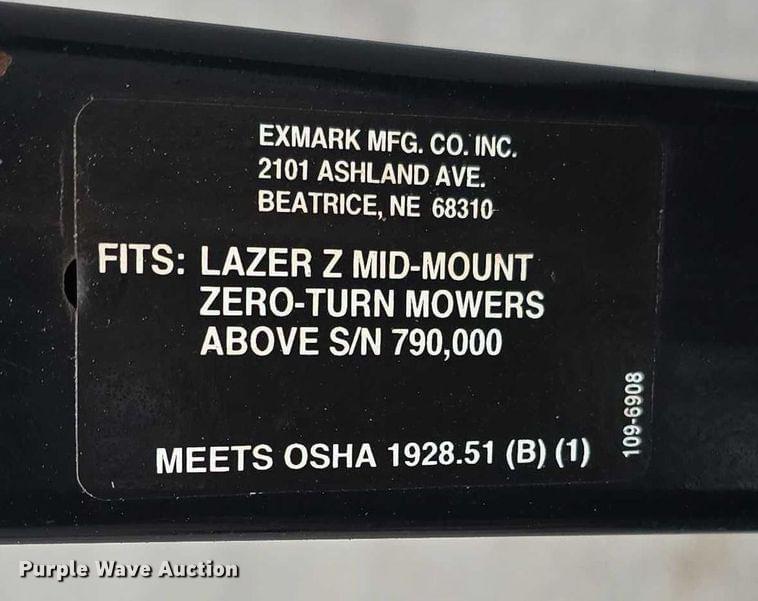 EXMARK MFG. CO. INC.
2101 ASHLAND AVE.
BEATRICE, NE 68310
FITS: LAZER Z MID-MOUNT
ZERO-TURN MOWERS
ABOVE S/N 790,000
MEETS OSHA 1928.51 (B) (1)
109-6908
Purple Wave Auction